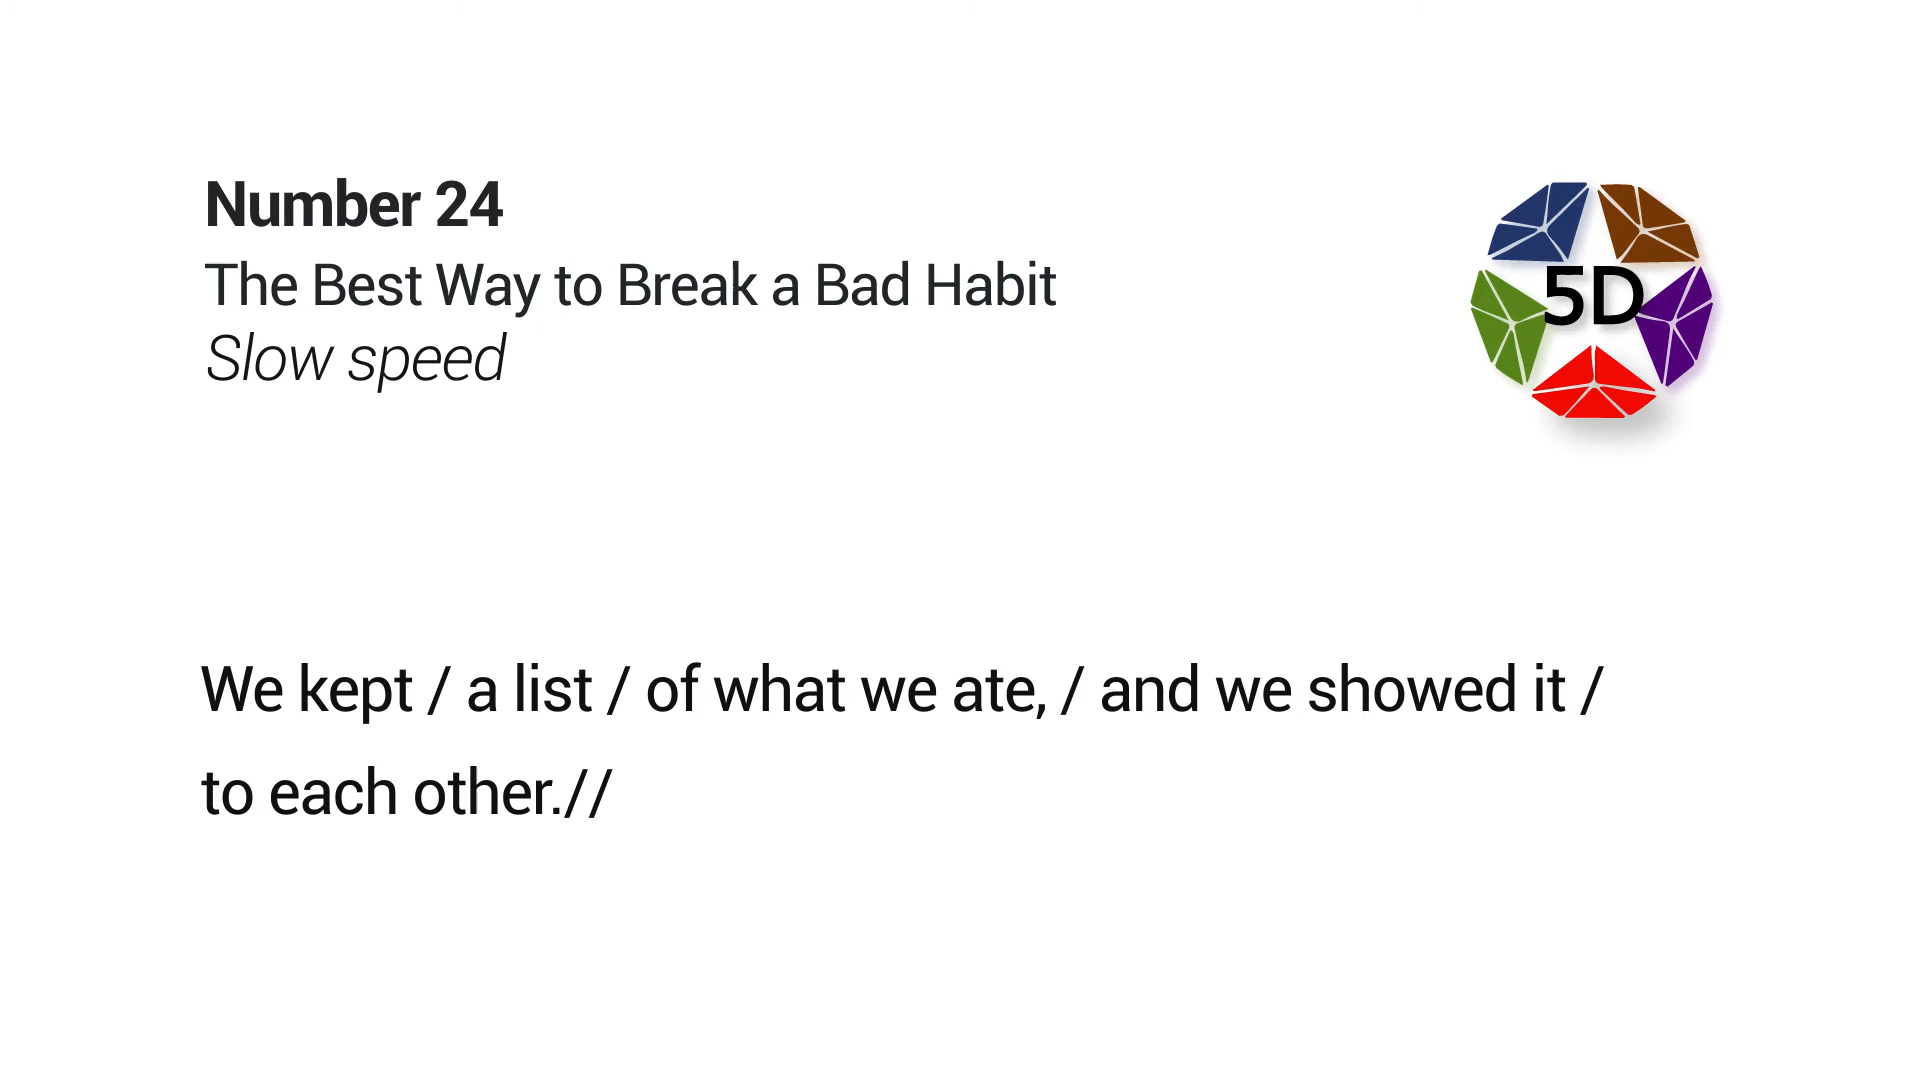 Number 24
The Best Way to Break a Bad Habit
Slow speed
5D
We kept / a list / of what we ate, / and we showed it /
to each other.//